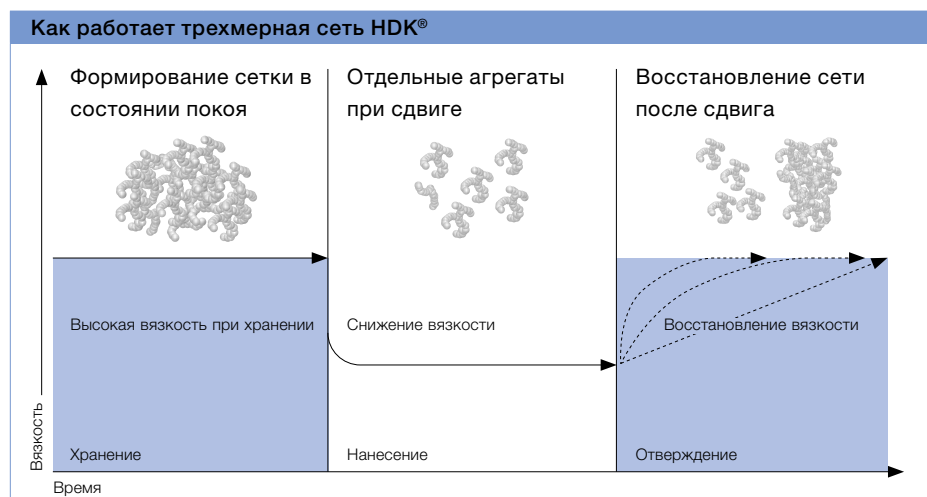 Как работает трехмерная сеть HDK®
Формирование сетки в
состоянии покоя
Отдельные агрегаты
при сдвиге
Восстановление сети
после сдвига
Высокая вязкость при хранении
Снижение вязкости
Восстановление вязкости
Вязкость
Хранение
Нанесение
Отверждение
Время